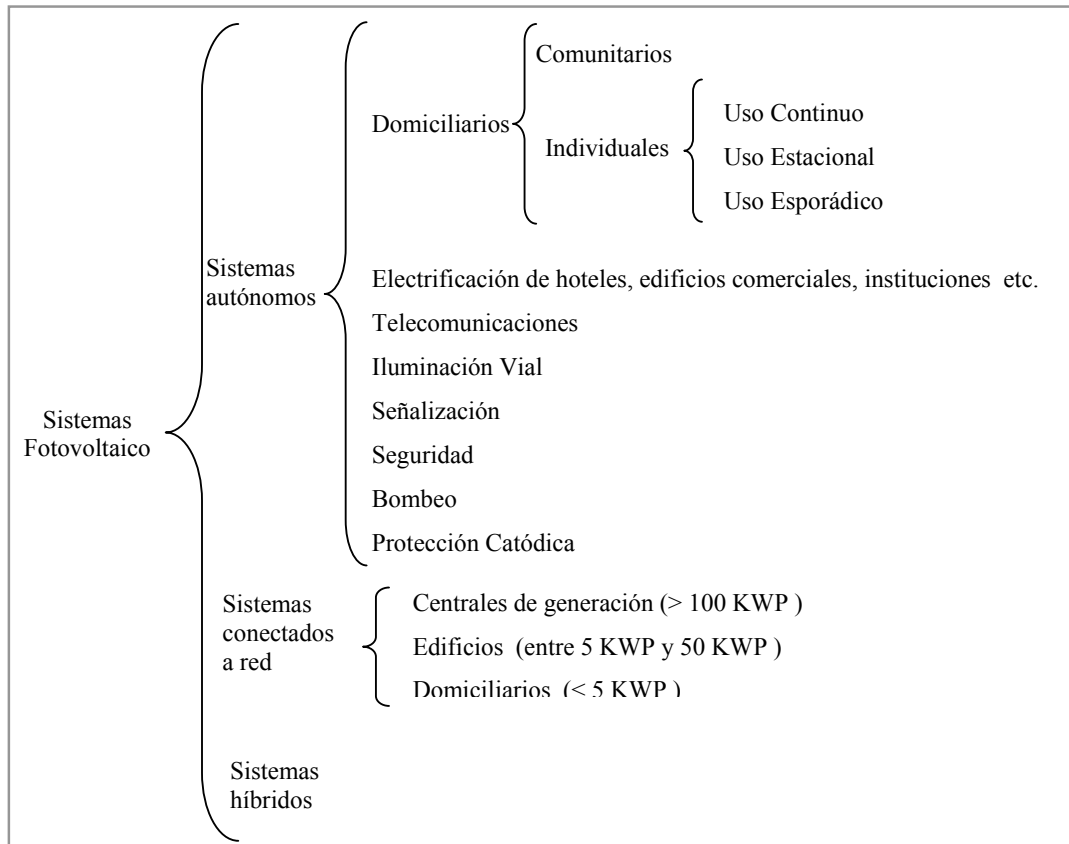 Comunitarios
Domiciliarios
Individuales
Uso Continuo
Uso Estacional
Uso Esporádico
Sistemas
autónomos
Electrificación de hoteles, edificios comerciales, instituciones etc.
Telecomunicaciones
Iluminación Vial
Señalización
Seguridad
Bombeo
Protección Catódica
Sistemas
Fotovoltaico
Sistemas
conectados
a red
Centrales de generación (> 100 KWP )
Edificios (entre 5 KWP y 50 KWP )
Domiciliarios (< 5 KWP )
Sistemas
híbridos